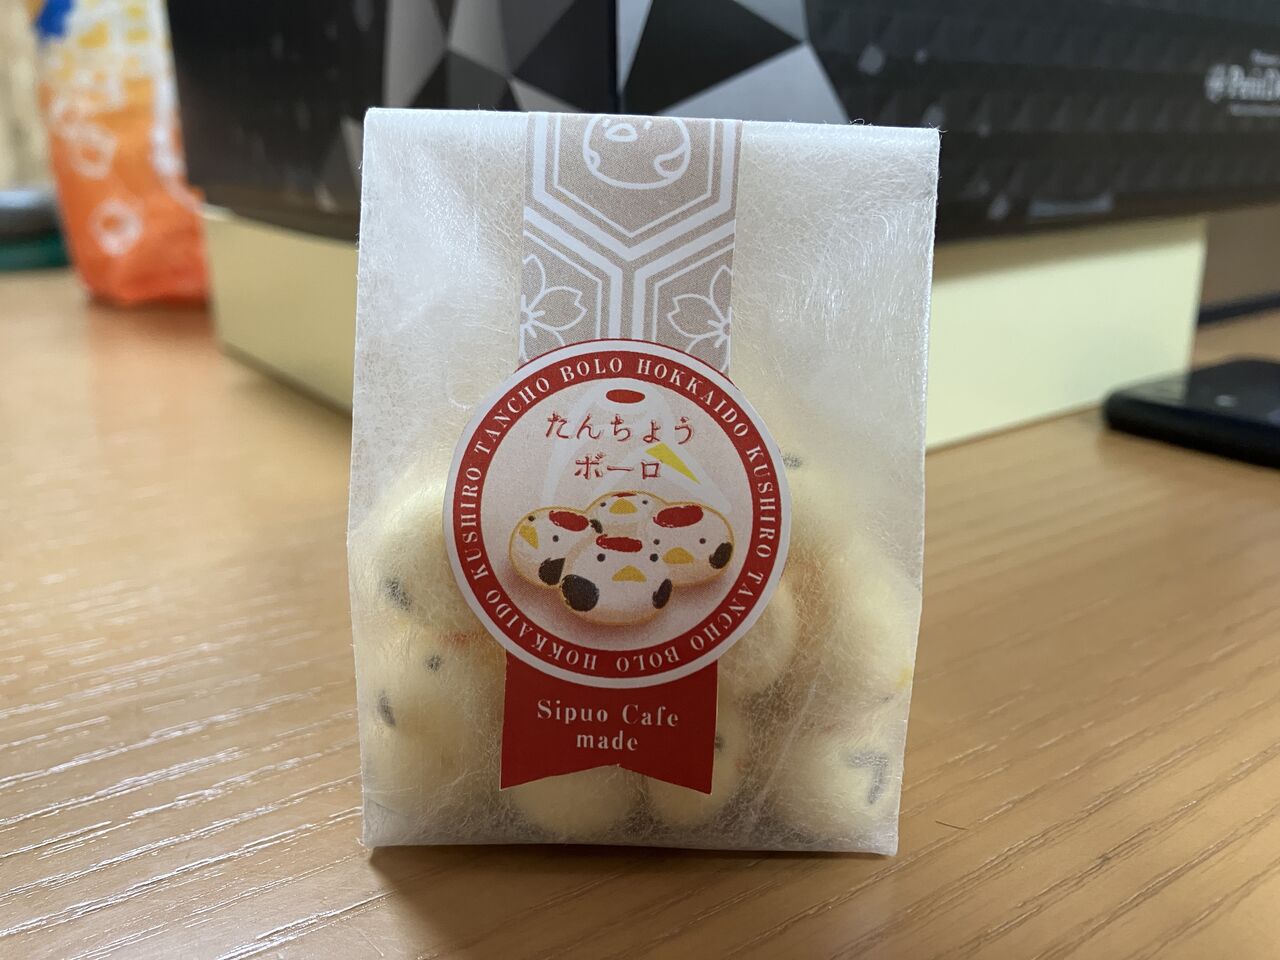 TANCHO BOLO HOKKAIDO KUSHIRO TANCHO BOLO HOKKAIDO KUSHIRO
たんちょう
ボーロ
Sipuo Cafe
made